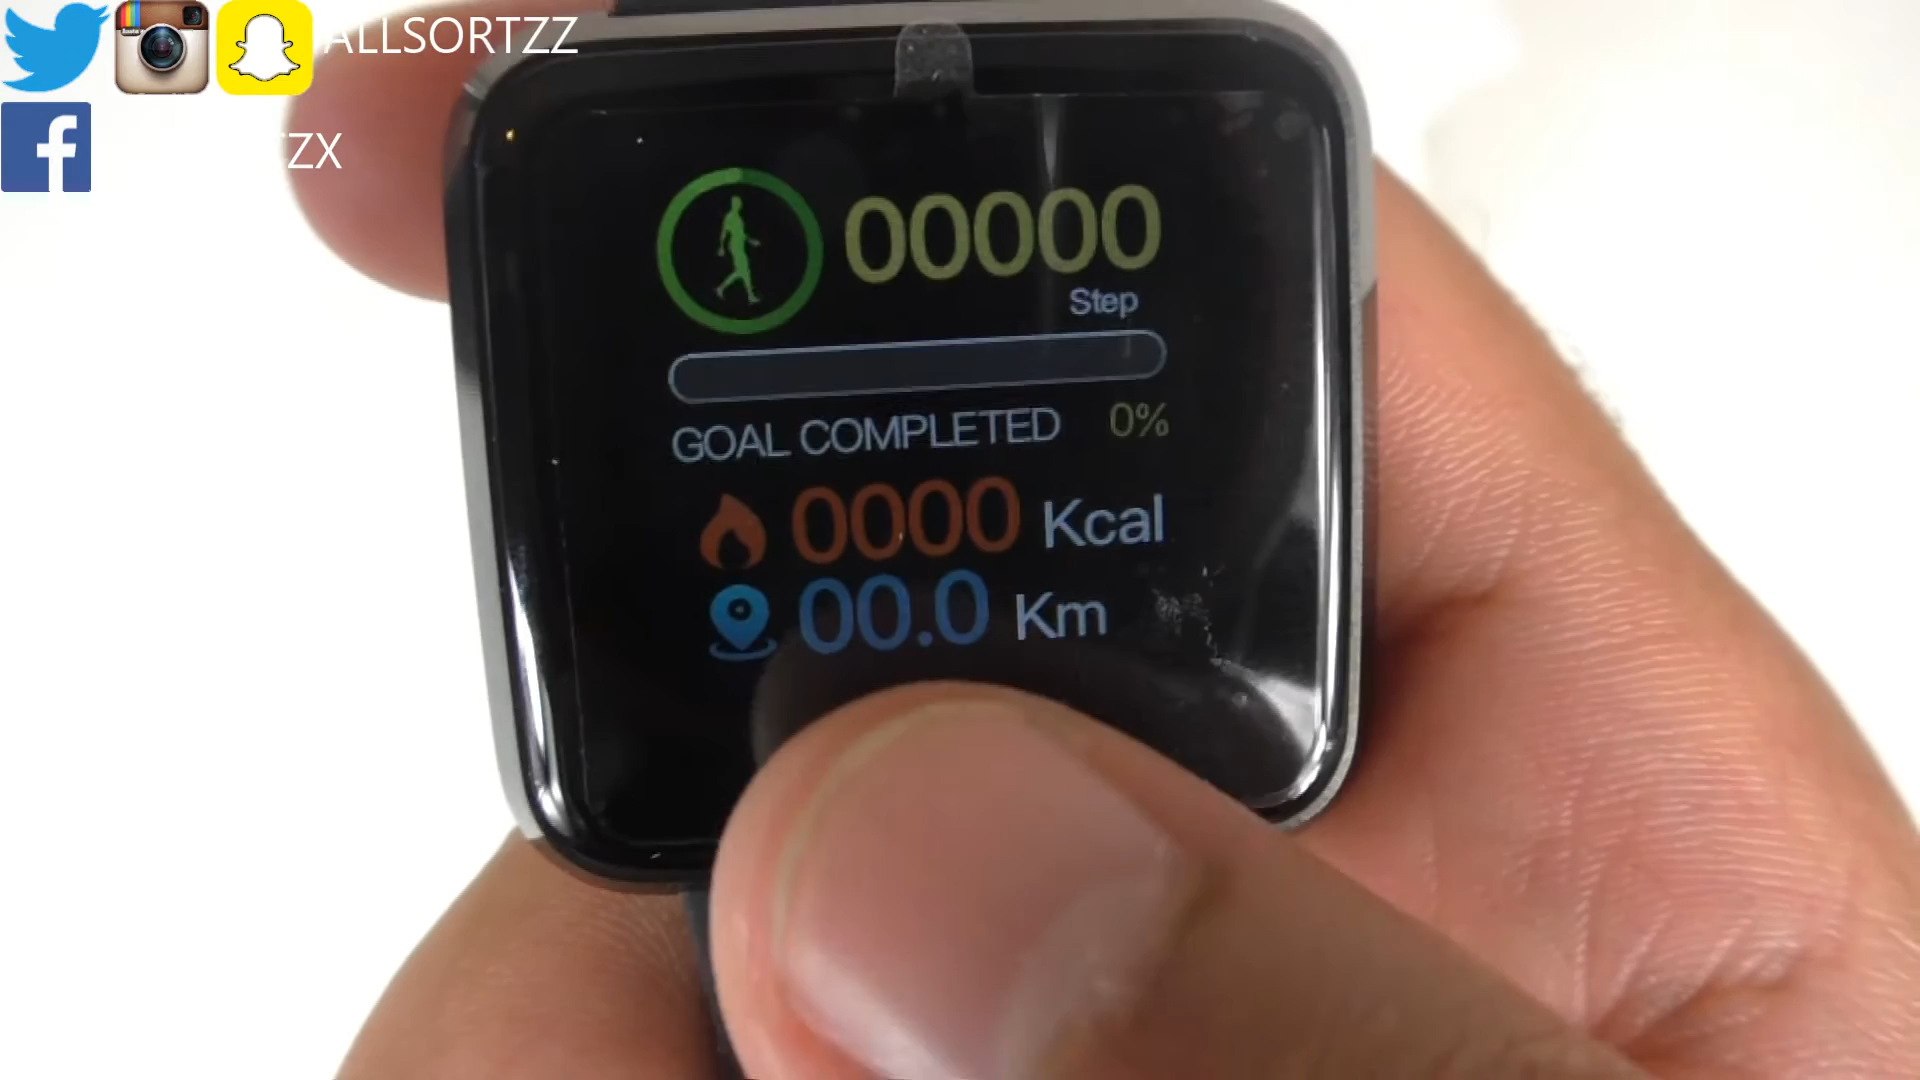 ALLSORTZZ
ZX
00000
Step
GOAL COMPLETED 0%
0000 Kcal
00.0 Km